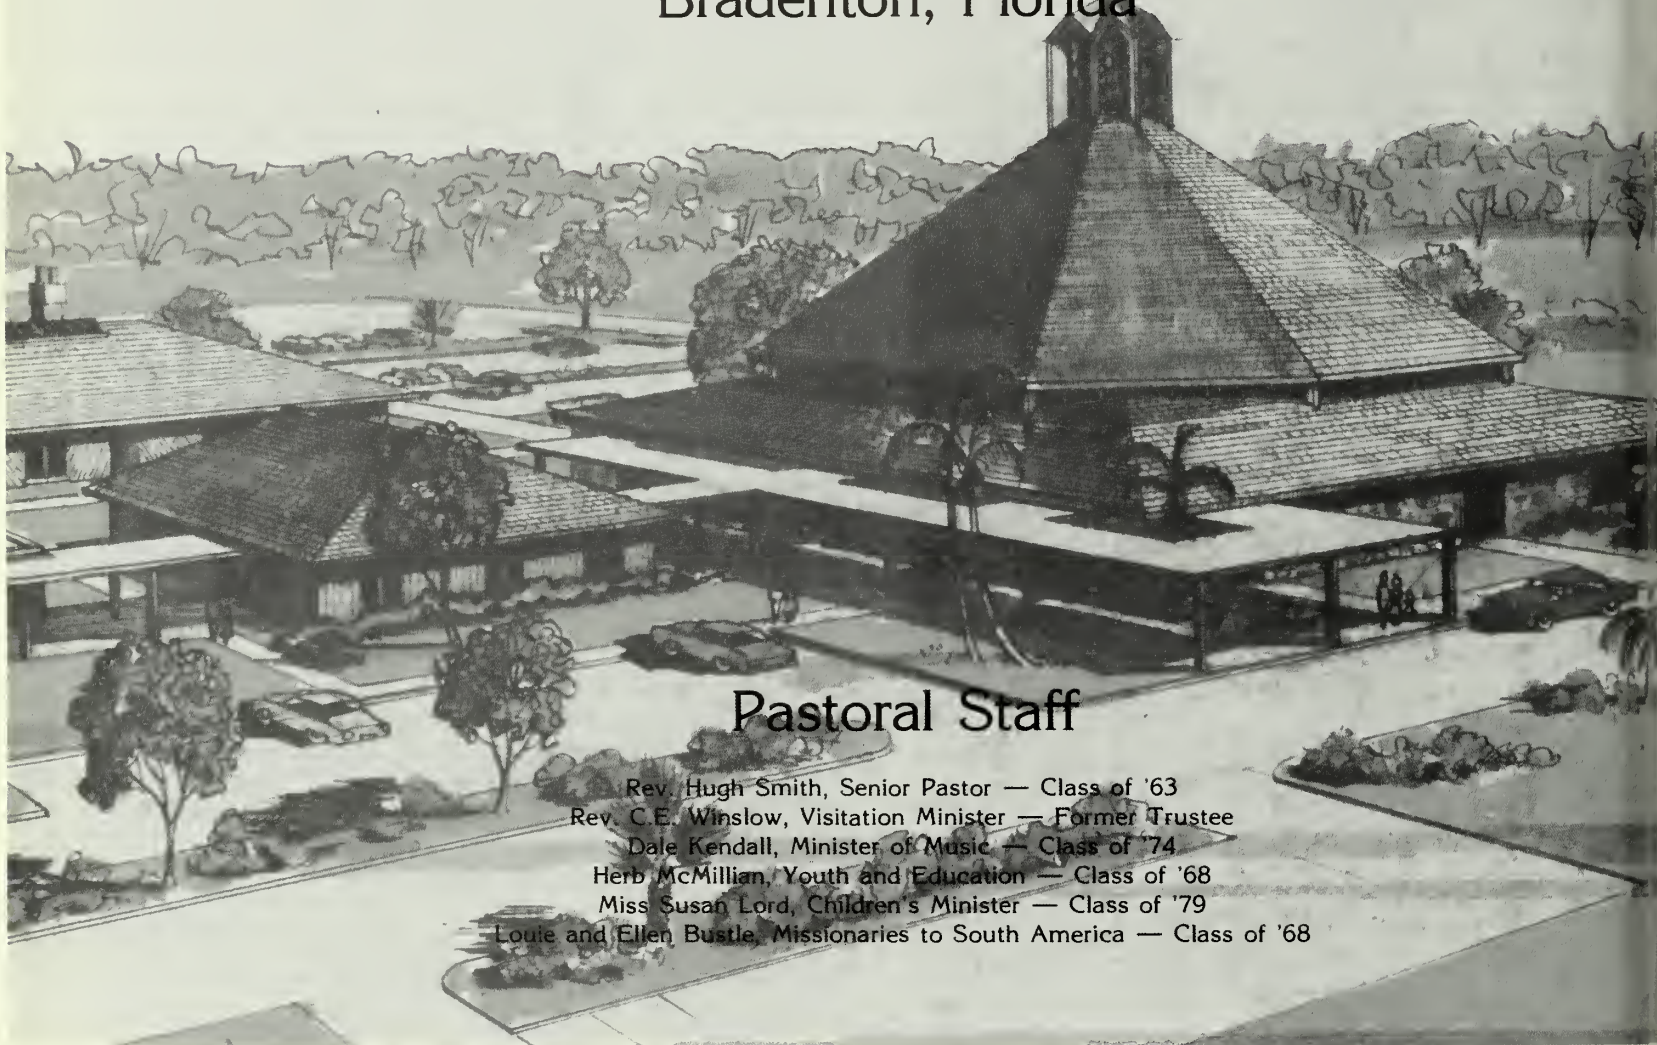 Bradenton, Florida
Pastoral Staff
Rev. Hugh Smith, Senior Pastor — Class of '63
Rev. C.E. Winslow, Visitation Minister — Former Trustee
Dale Kendall, Minister of Music — Class of '74
Herb McMillian, Youth and Education — Class of '68
Miss Susan Lord, Children's Minister — Class of '79
Louie and Ellen Bustle, Missionaries to South America — Class of '68